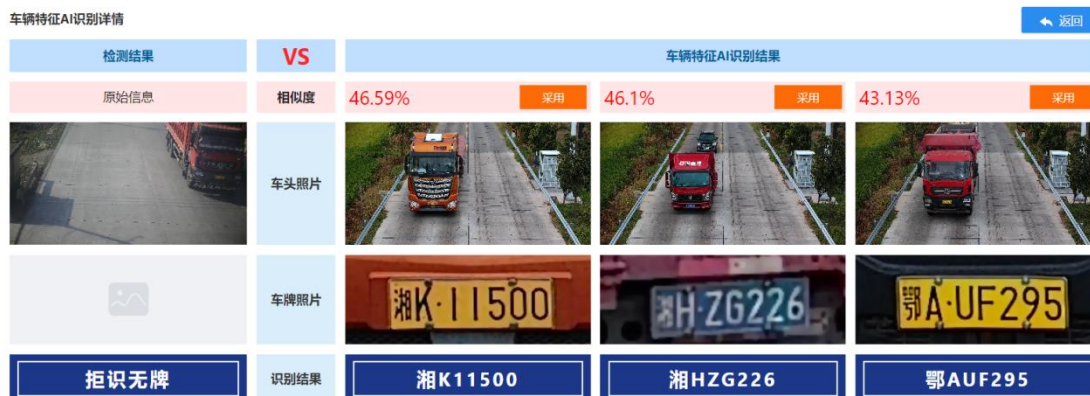 车辆特征AI识别详情
返回
检测结果 VS 车辆特征AI识别结果
原始信息 相似度 46.59% 采用 46.1% 采用 43.13% 采用
车头照片
车牌照片 湘K·11500 湘H·ZG226 鄂A·UF295
拒识无牌 识别结果 湘K11500 湘HZG226 鄂AUF295